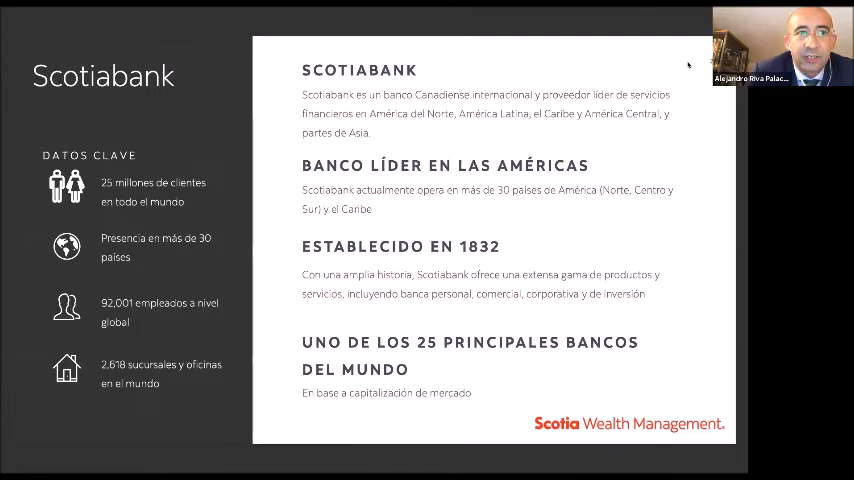 Scotiabank
DATOS CLAVE
25 millones de clientes
en todo el mundo
Presencia en más de 30
países
92,001 empleados a nivel
global
2,618 sucursales y oficinas
en el mundo
SCOTIABANK
Scotiabank es un banco Canadiense internacional y proveedor líder de servicios
financieros en América del Norte, América Latina, el Caribe y América Central, y
partes de Asia.
BANCO LÍDER EN LAS AMÉRICAS
Scotiabank actualmente opera en más de 30 países de América (Norte, Centro y
Sur) y el Caribe
ESTABLECIDO EN 1832
Con una amplia historia, Scotiabank ofrece una extensa gama de productos y
servicios, incluyendo banca personal, comercial, corporativa y de inversión
UNO DE LOS 25 PRINCIPALES BANCOS
DEL MUNDO
En base a capitalización de mercado
Scotia Wealth Management.
Alejandro Riva Palac...